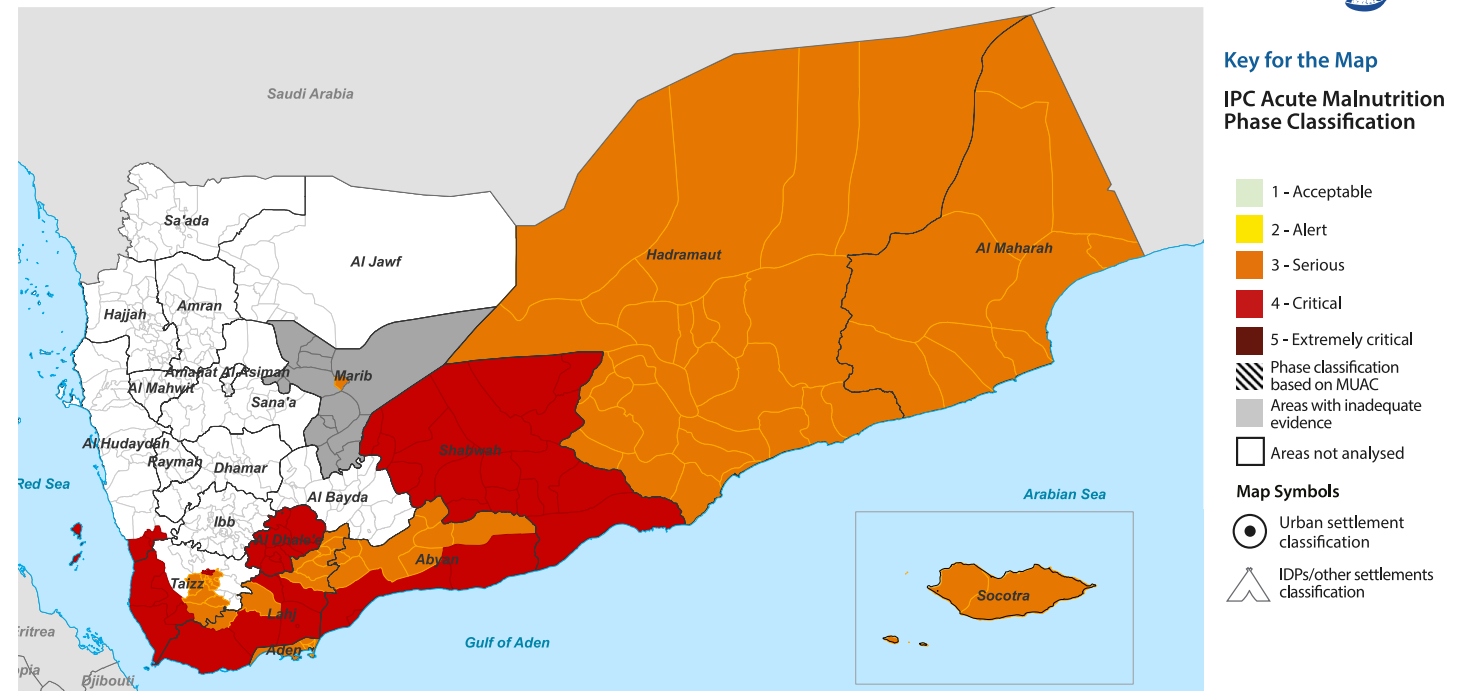 Saudi Arabia
Sa'ada
Al Jawf
Hadramaut
Al Maharah
Hajjah
Amran
Amanat Al Asimah
Marib
Al Mahwit
Sana'a
Al Hudaydah
Raymah
Dhamar
Shabwah
Al Bayda
Red Sea
Arabian Sea
Ibb
Al Dhale'e
Abyan
Taizz
Lahj
Socotra
Aden
Gulf of Aden
Eritrea
opia
Djibouti
Key for the Map
IPC Acute Malnutrition
Phase Classification
1 - Acceptable
2 - Alert
3 - Serious
4 - Critical
5 - Extremely critical
Phase classification
based on MUAC
Areas with inadequate
evidence
Areas not analysed
Map Symbols
Urban settlement
classification
IDPs/other settlements
classification